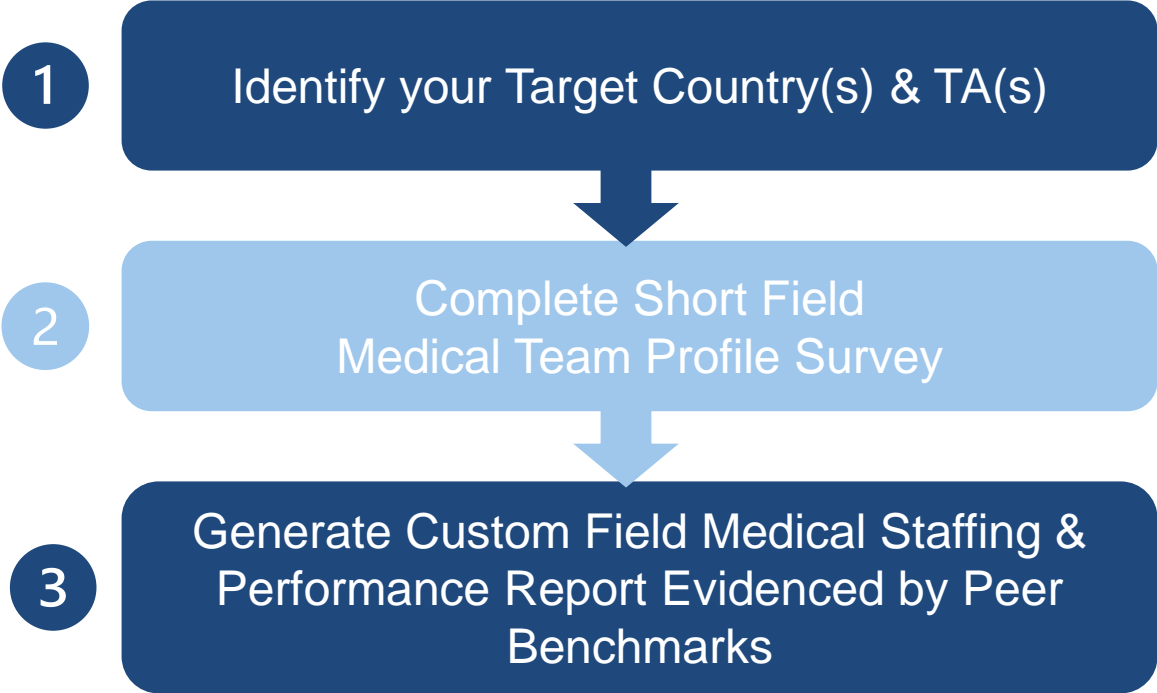 1
Identify your Target Country(s) & TA(s)
2
Complete Short Field
Medical Team Profile Survey
3
Generate Custom Field Medical Staffing &
Performance Report Evidenced by Peer
Benchmarks